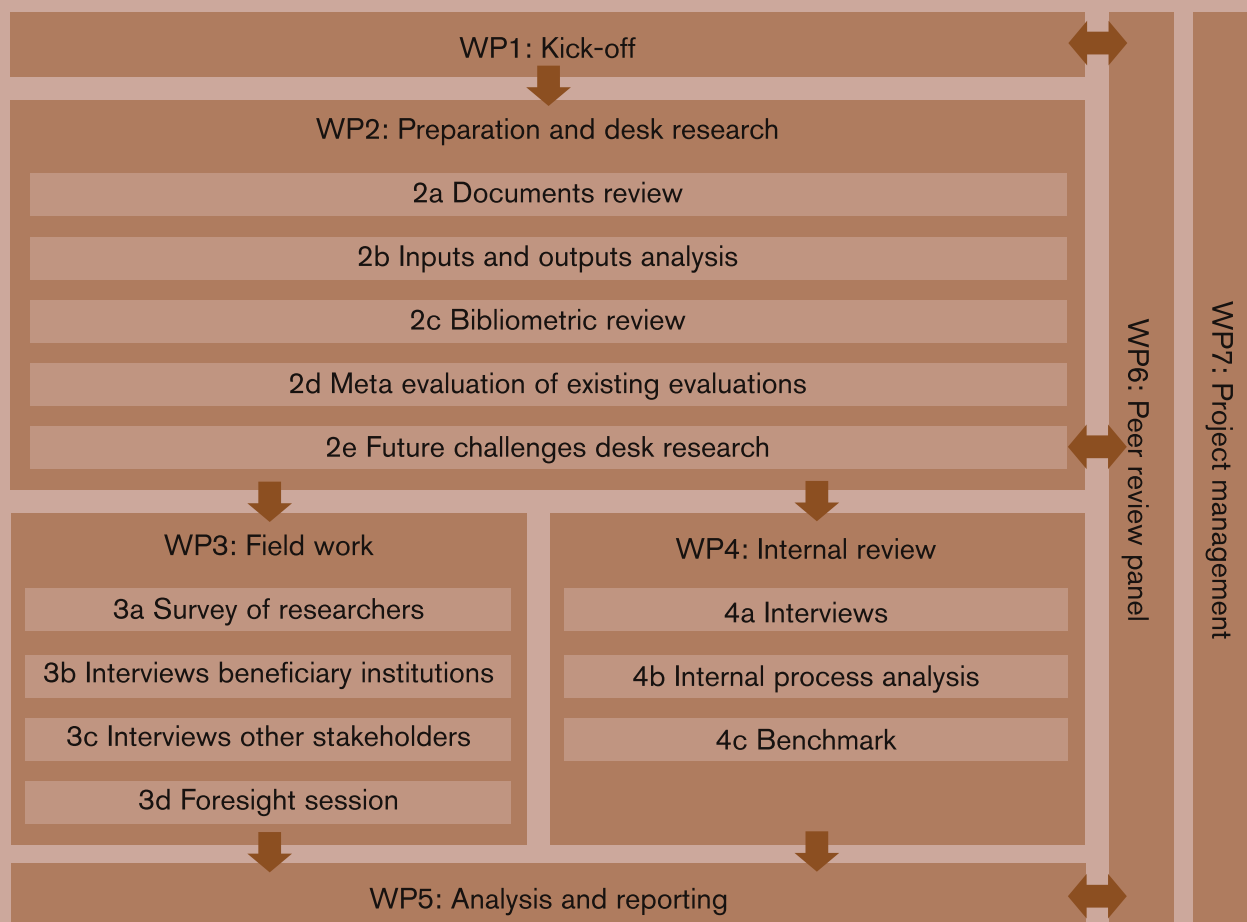 WP1: Kick-off
WP2: Preparation and desk research
2a Documents review
2b Inputs and outputs analysis
2c Bibliometric review
2d Meta evaluation of existing evaluations
2e Future challenges desk research
WP3: Field work
3a Survey of researchers
3b Interviews beneficiary institutions
3c Interviews other stakeholders
3d Foresight session
WP4: Internal review
4a Interviews
4b Internal process analysis
4c Benchmark
WP5: Analysis and reporting
WP6: Peer review panel
WP7: Project management